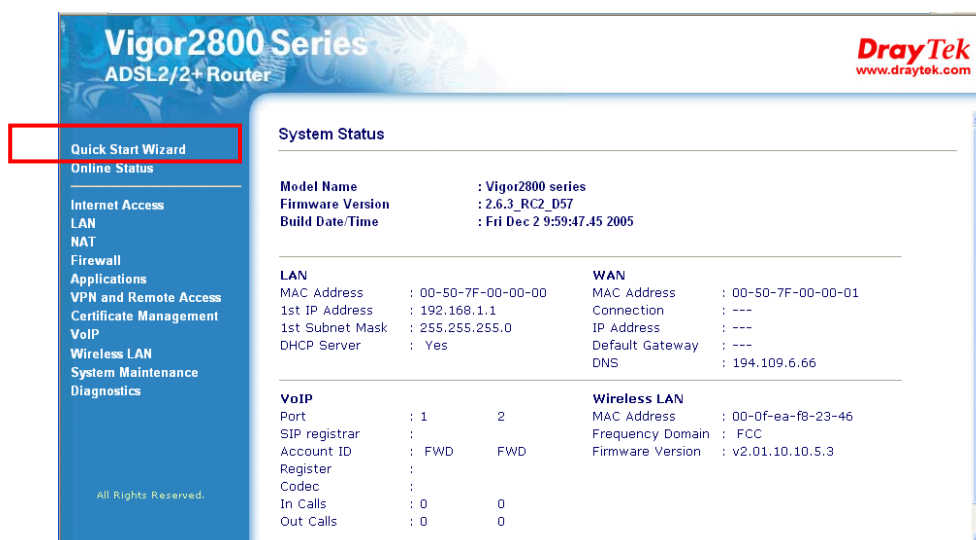 Vigor2800 Series
ADSL2/2+ Router
DrayTek
www.draytek.com
Quick Start Wizard
Online Status
Internet Access
LAN
NAT
Firewall
Applications
VPN and Remote Access
Certificate Management
VoIP
Wireless LAN
System Maintenance
Diagnostics
All Rights Reserved.
System Status
Model Name : Vigor2800 series
Firmware Version : 2.6.3_RC2_D57
Build Date/Time : Fri Dec 2 9:59:47.45 2005
LAN
MAC Address : 00-50-7F-00-00-00
1st IP Address : 192.168.1.1
1st Subnet Mask : 255.255.255.0
DHCP Server : Yes
WAN
MAC Address : 00-50-7F-00-00-01
Connection : ---
IP Address : ---
Default Gateway : ---
DNS : 194.109.6.66
VoIP
Port : 1 2
SIP registrar :
Account ID : FWD FWD
Register :
Codec :
In Calls : 0 0
Out Calls : 0 0
Wireless LAN
MAC Address : 00-0f-ea-f8-23-46
Frequency Domain : FCC
Firmware Version : v2.01.10.10.5.3